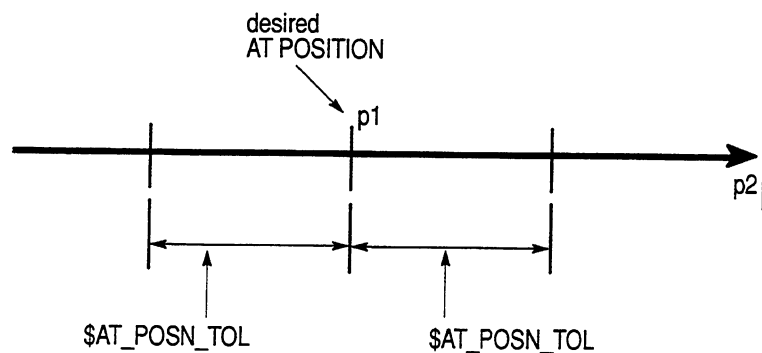 desired
AT POSITION
p1
p2
$AT_POSN_TOL
$AT_POSN_TOL